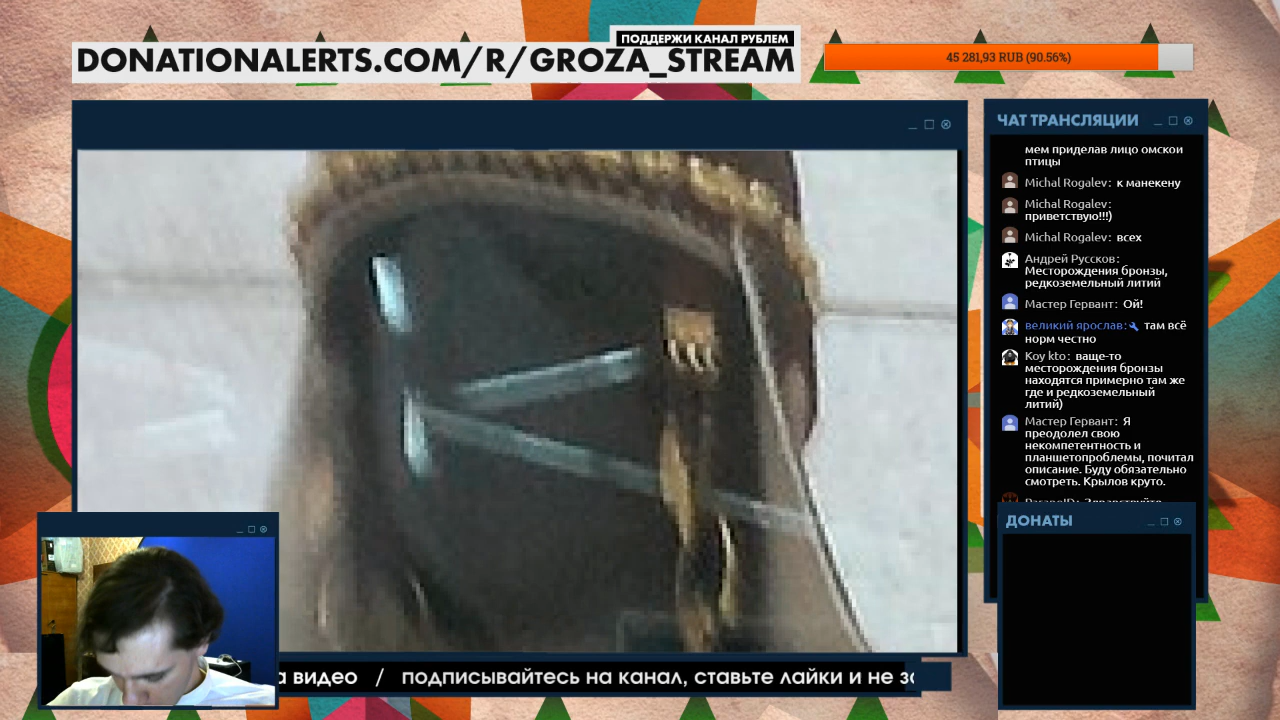 ПОДДЕРЖИ КАНАЛ РУБЛЕМ
DONATIONALERTS.COM/R/GROZA_STREAM
45 281,93 RUB (90.56%)
ЧАТ ТРАНСЛЯЦИИ
мем приделав лицо омской
птицы
Michal Rogalev: к манекену
Michal Rogalev:
приветствую!!!)
Michal Rogalev: всех
Андрей Руссков:
Месторождения бронзы,
редкоземельный литий
Мастер Гервант: Ой!
великий ярослав: там всё
норм честно
Koy kto: ваще-то
месторождения бронзы
находятся примерно там же
где и редкоземельный
литий)
Мастер Гервант: Я
преодолел свою
некомпетентность и
планшетопроблемы, почитал
описание. Буду обязательно
смотреть. Крылов круто.
ДОНАТЫ
а видео / подписывайтесь на канал, ставьте лайки и не